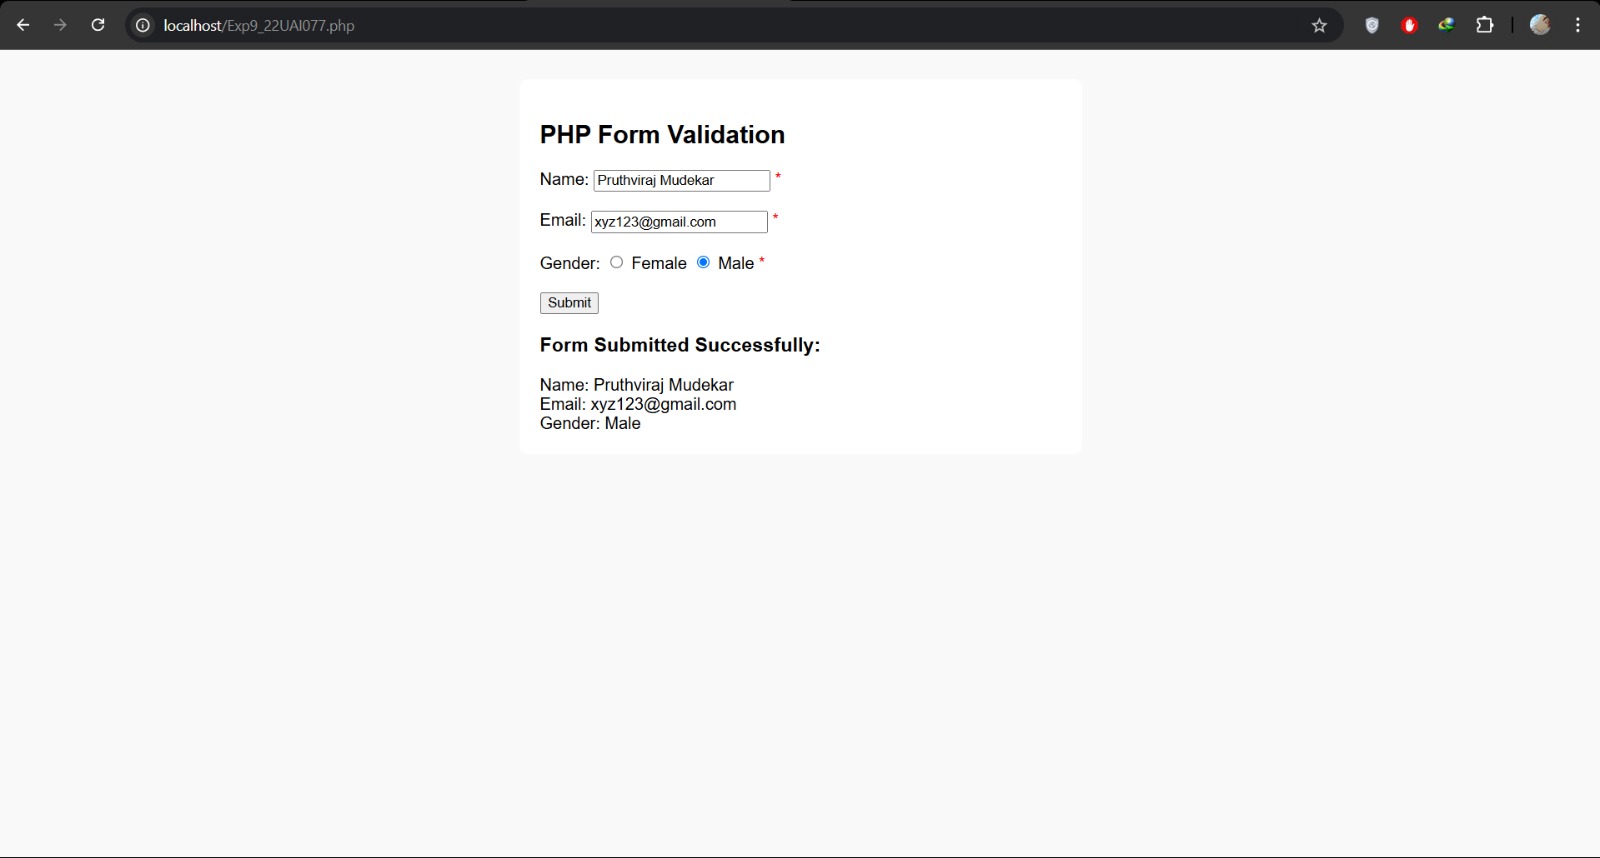 localhost/Exp9_22UAI077.php
PHP Form Validation
Name: Pruthviraj Mudekar *
Email: xyz123@gmail.com *
Gender: Female Male *
Submit
Form Submitted Successfully:
Name: Pruthviraj Mudekar
Email: xyz123@gmail.com
Gender: Male